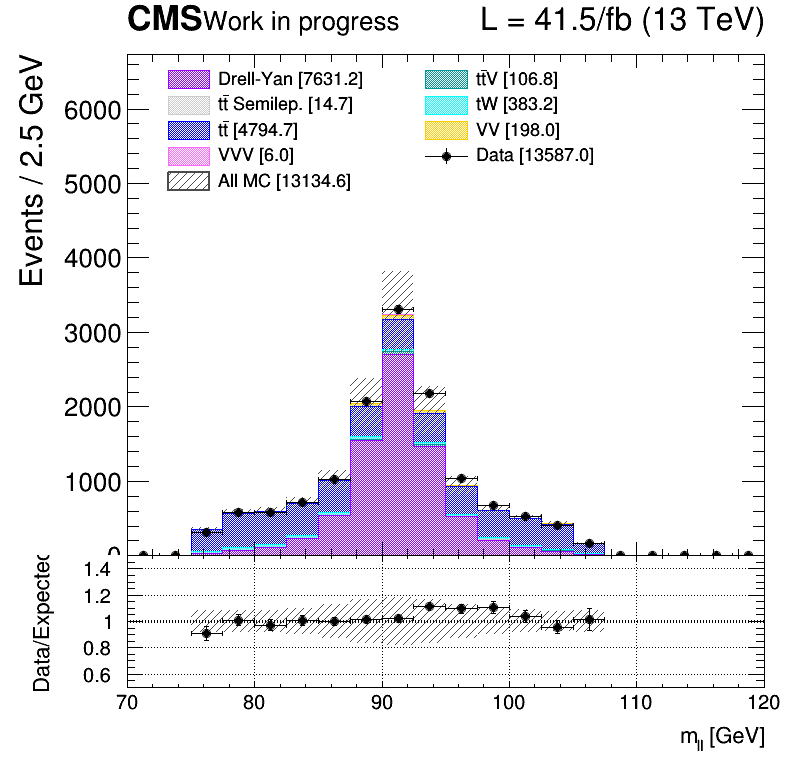 CMS Work in progress L = 41.5/fb (13 TeV)
Events / 2.5 GeV
Drell-Yan [7631.2]
tt̄ Semilep. [14.7]
tt̄ [4794.7]
VVV [6.0]
All MC [13134.6]
tt̄V [106.8]
tW [383.2]
VV [198.0]
Data [13587.0]
6000
5000
4000
3000
2000
1000
0
Data/Expected
1.4
1.2
1
0.8
0.6
70 80 90 100 110 120
m_ll [GeV]